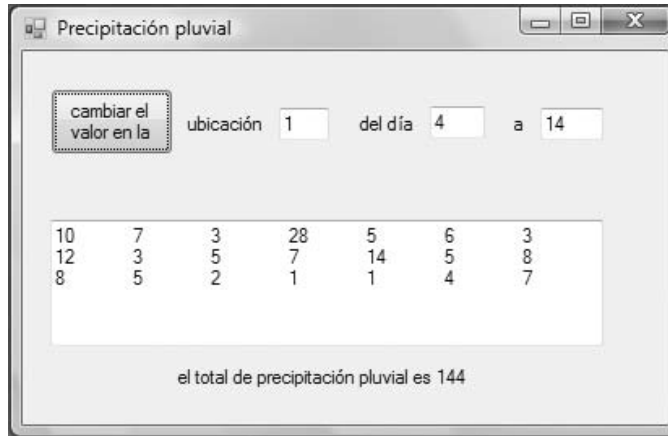 Precipitación pluvial
cambiar el
valor en la
ubicación 1 del día 4 a 14
10 7 3 28 5 6 3
12 3 5 7 14 5 8
8 5 2 1 1 4 7
el total de precipitación pluvial es 144